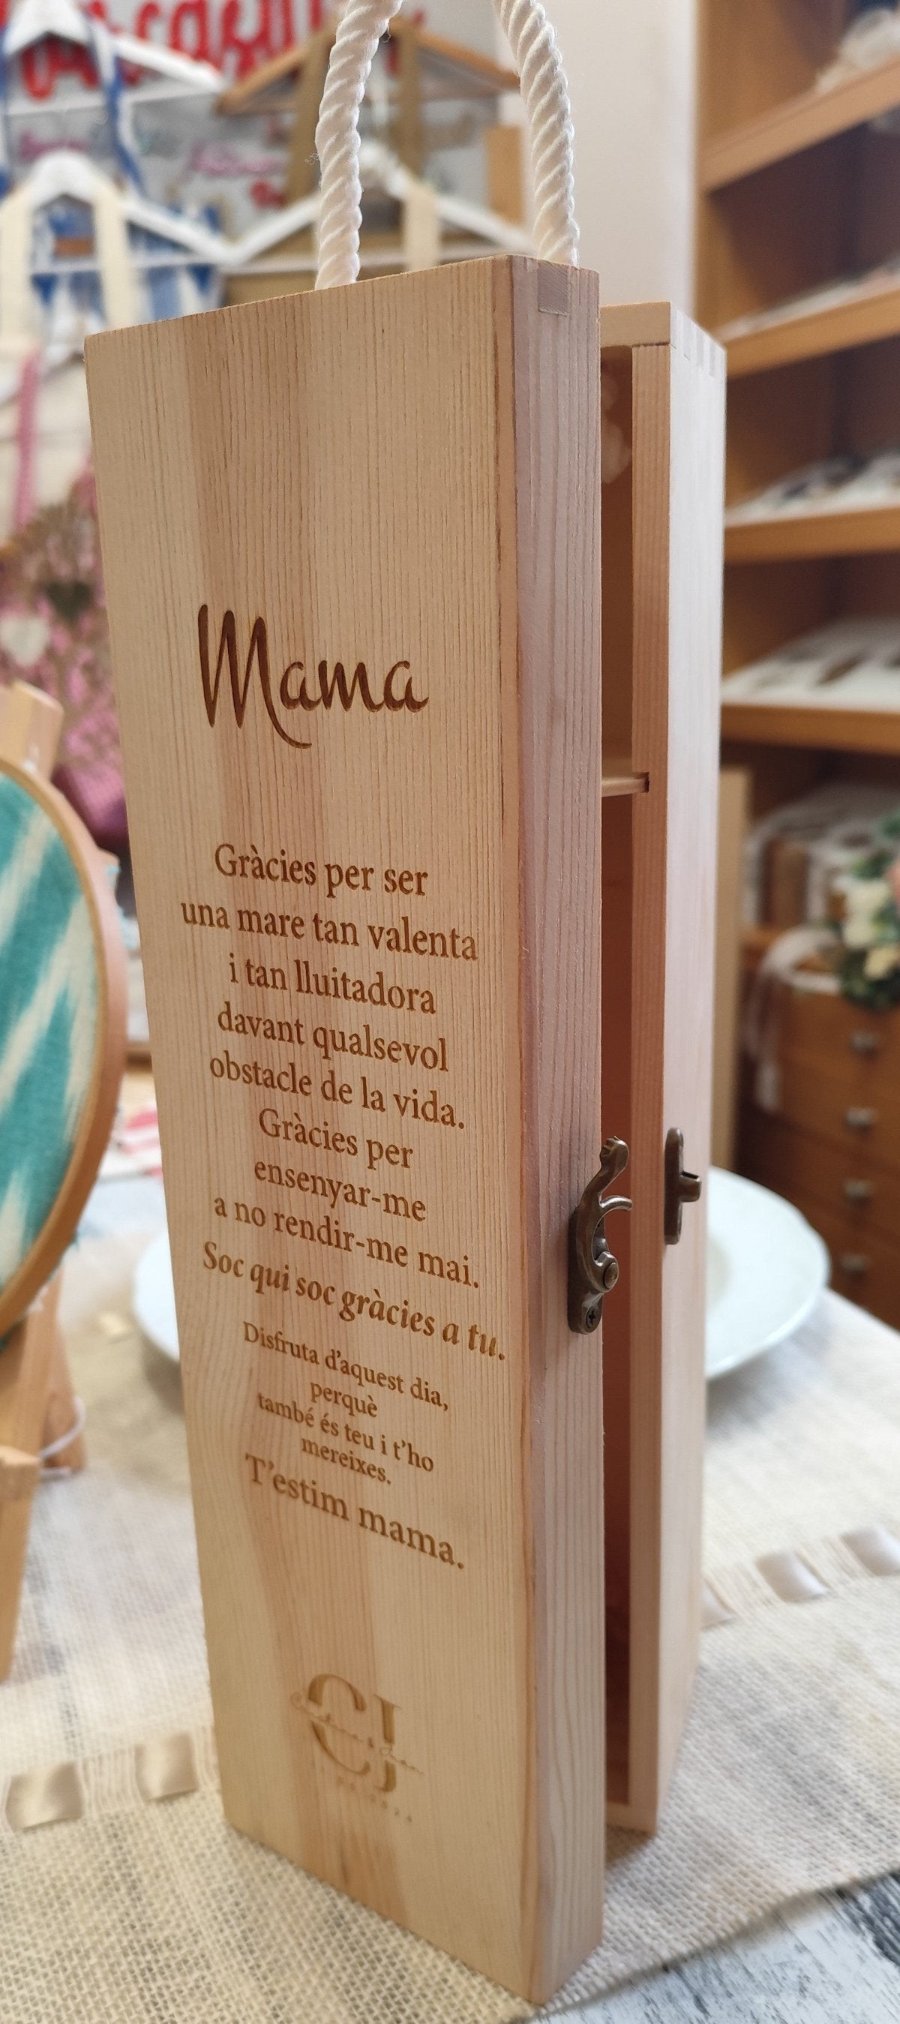 Mama
Gràcies per ser
una mare tan valenta
i tan lluitadora
davant qualsevol
obstacle de la vida.
Gràcies per
ensenyar-me
a no rendir-me mai.
Soc qui soc gràcies a tu.
Disfruta d'aquest dia,
perquè
també és teu i t'ho
mereixes.
T'estim mama.
CJ